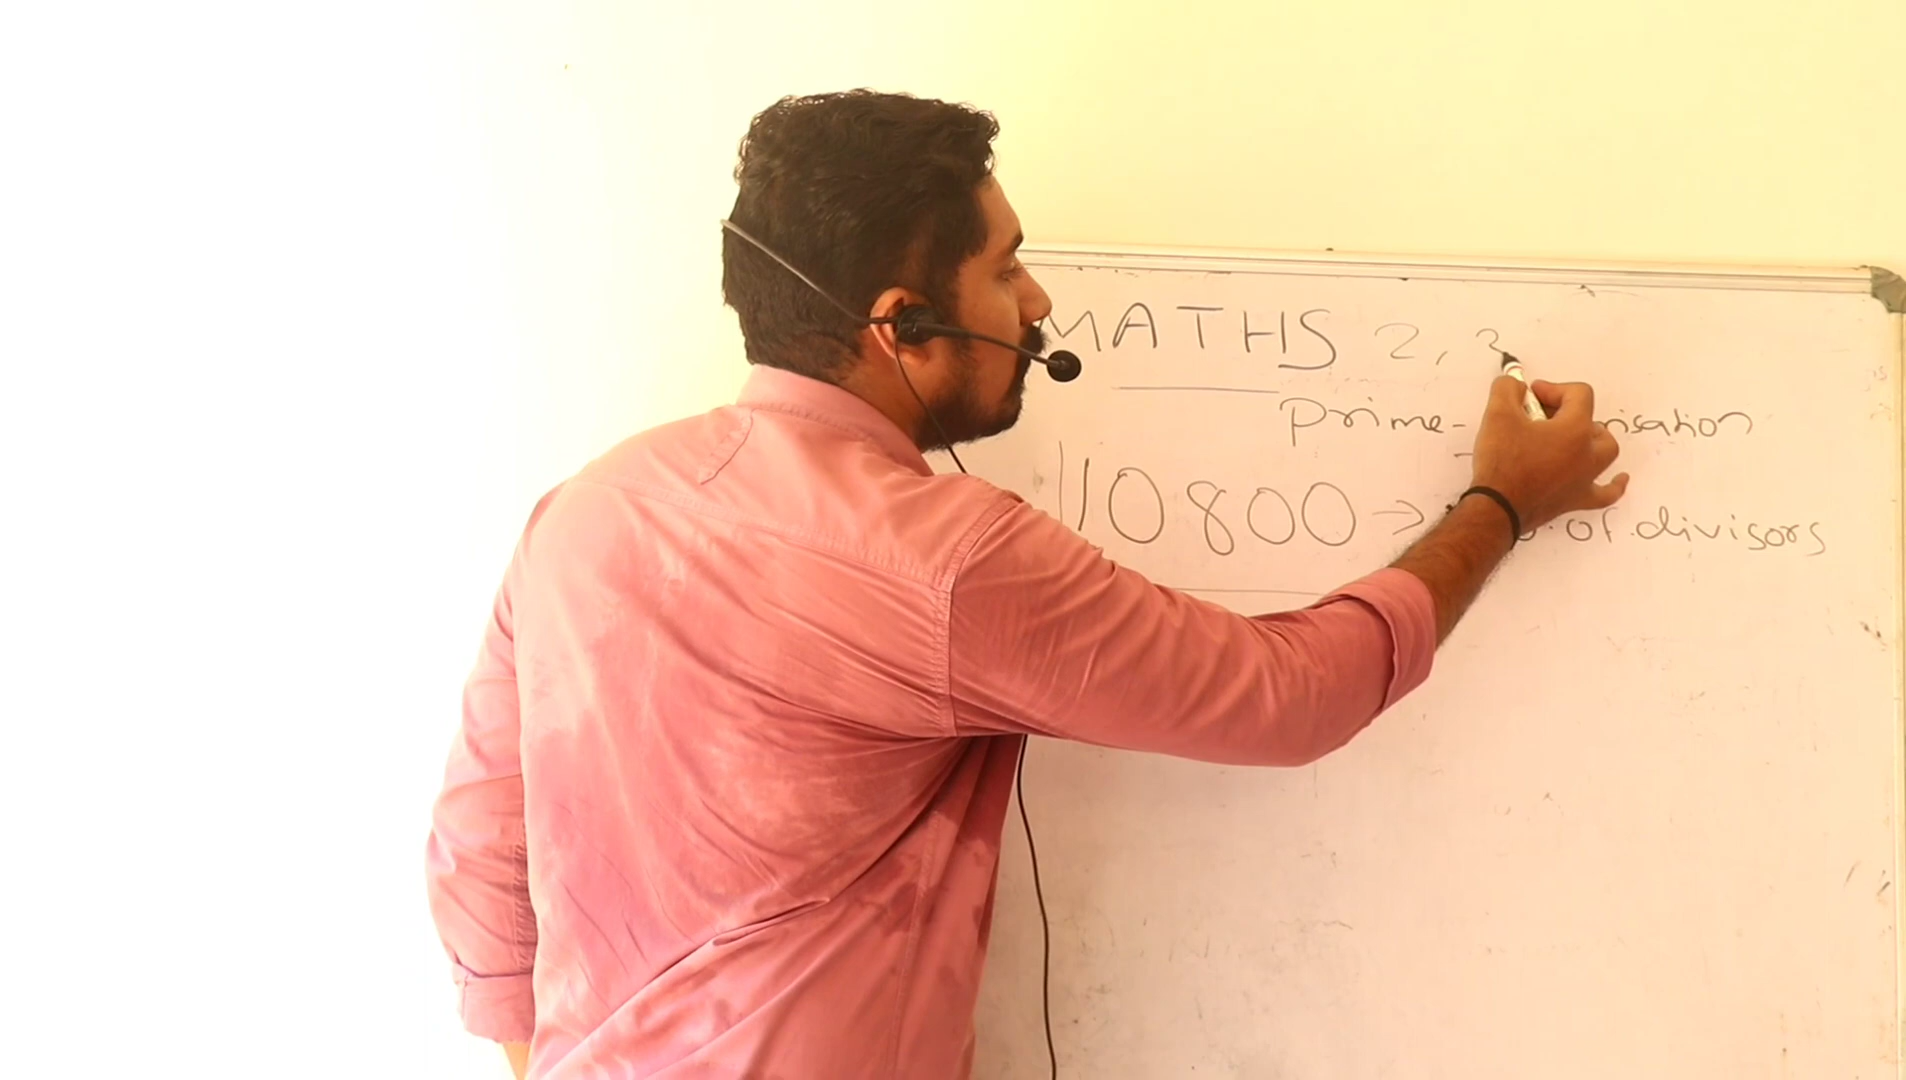 MATHS 2, 3
prime-
10800 → of divisors